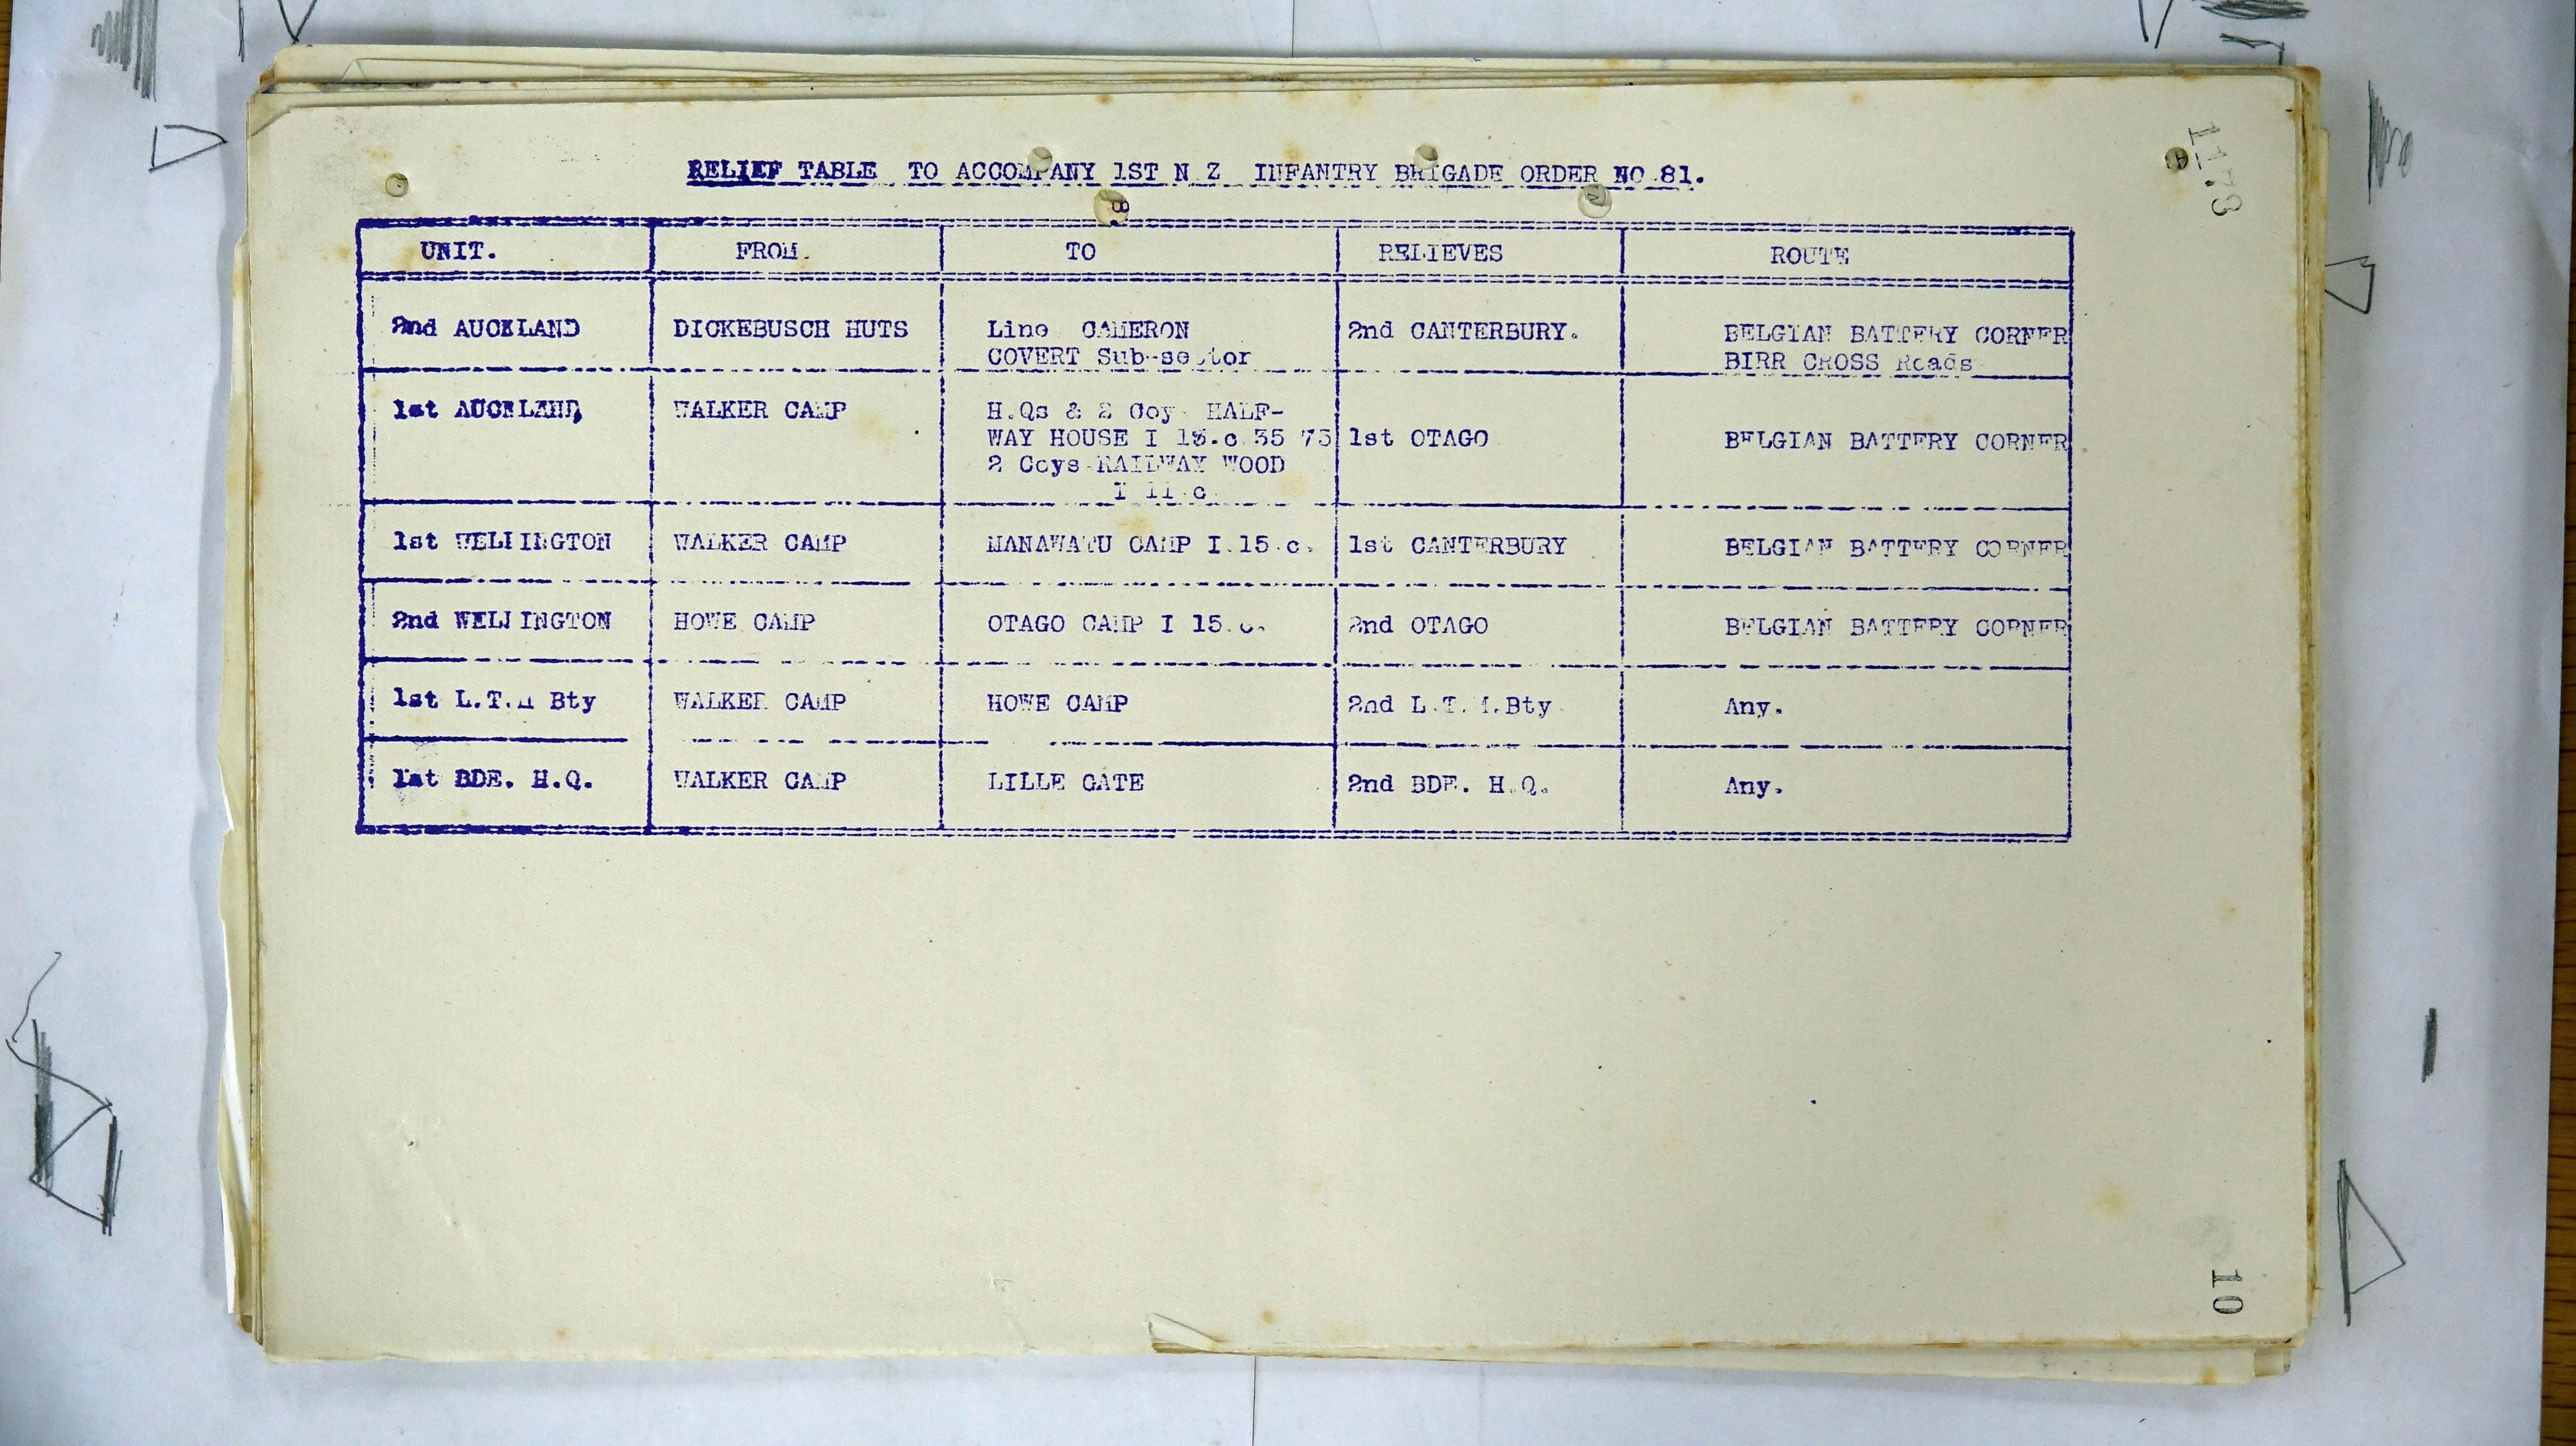 1173
RELIEF TABLE TO ACCOMPANY 1ST N Z INFANTRY BRIGADE ORDER NO.81.
UNIT. FROM. TO RELIEVES ROUTE
2nd AUCKLAND DICKEBUSCH HUTS Line CAMERON 2nd CANTERBURY. BELGIAN BATTERY CORNER
COVERT Sub-sector BIRR CROSS Roads
1st AUCKLAND WALKER CAMP H.Qs & 2 Coy HALF-
WAY HOUSE I 35 75 1st OTAGO BELGIAN BATTERY CORNER
2 Coys RAILWAY WOOD
I 11 c
1st WELLINGTON WALKER CAMP MANAWATU CAMP I.15.c. 1st CANTERBURY BELGIAN BATTERY CORNER
2nd WELLINGTON HOWE CAMP OTAGO CAMP I 15.c. 2nd OTAGO BELGIAN BATTERY CORNER
1st L.T.M Bty WALKER CAMP HOWE CAMP 2nd L.T.M.Bty Any.
1st BDE. H.Q. WALKER CAMP LILLE GATE 2nd BDE. H.Q. Any.
10